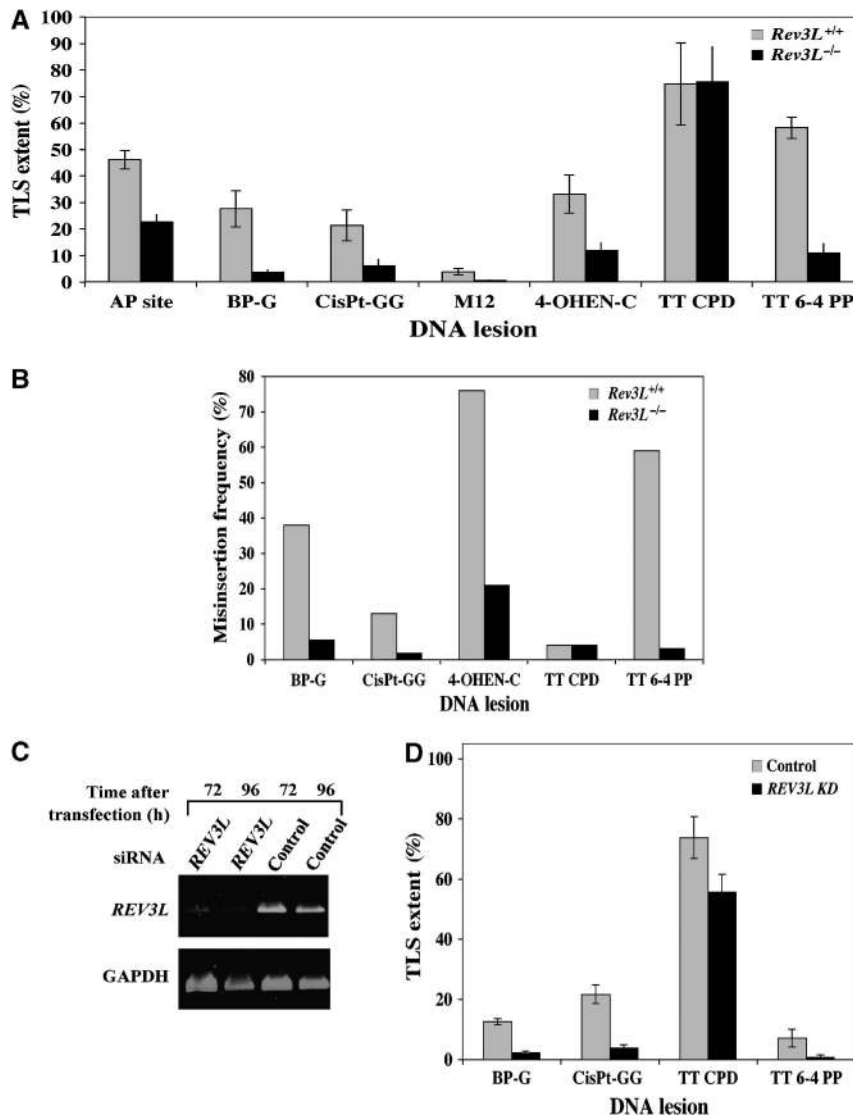 A
TLS extent (%)
100
90
80
70
60
50
40
30
20
10
0
Rev3L+/+
Rev3L−/−
AP site BP-G CisPt-GG M12 4-OHEN-C TT CPD TT 6-4 PP
DNA lesion
B
Misinsertion frequency (%)
80
70
60
50
40
30
20
10
0
Rev3L+/+
Rev3L−/−
BP-G CisPt-GG 4-OHEN-C TT CPD TT 6-4 PP
DNA lesion
C
Time after 72 96 72 96
transfection (h)
siRNA REV3L REV3L Control Control
REV3L
GAPDH
D
TLS extent (%)
100
80
60
40
20
0
Control
REV3L KD
BP-G CisPt-GG TT CPD TT 6-4 PP
DNA lesion